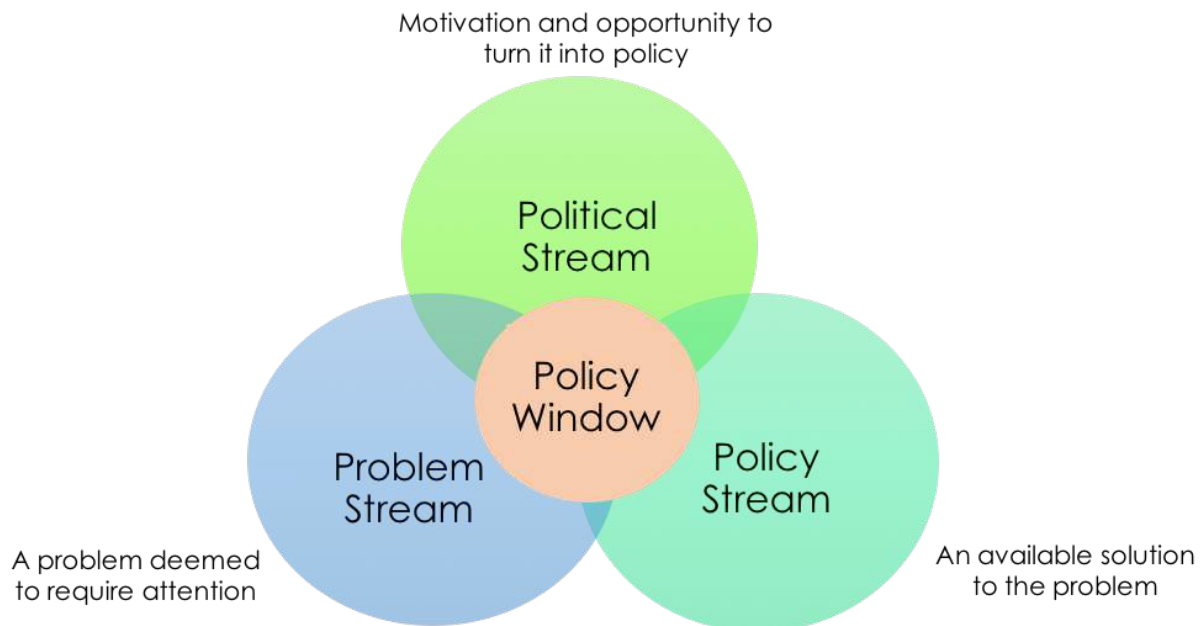 Motivation and opportunity to
turn it into policy
Political
Stream
Policy
Window
Problem
Stream
Policy
Stream
A problem deemed
to require attention
An available solution
to the problem